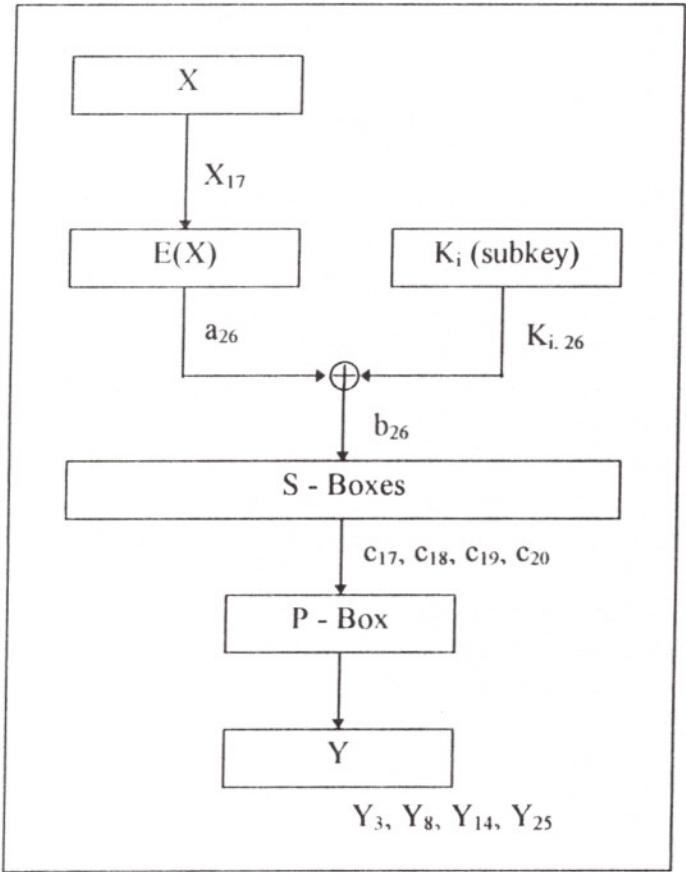 X
X₁₇
E(X)
Kᵢ (subkey)
a₂₆
Kᵢ. ₂₆
b₂₆
S - Boxes
c₁₇, c₁₈, c₁₉, c₂₀
P - Box
Y
Y₃, Y₈, Y₁₄, Y₂₅